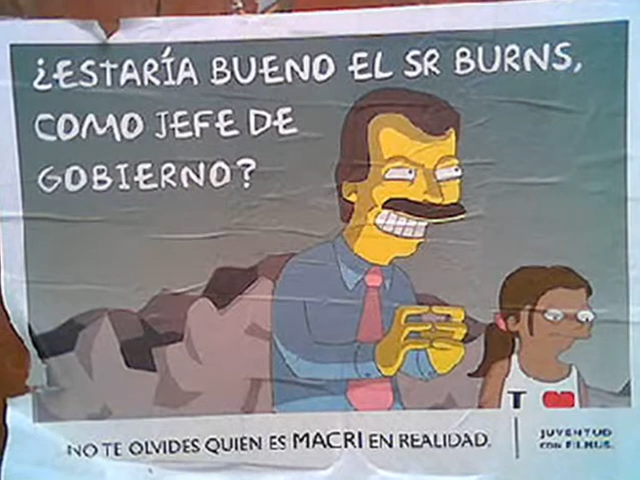 ¿ESTARÍA BUENO EL SR BURNS,
COMO JEFE DE
GOBIERNO?
T
NO TE OLVIDES QUIEN ES MACRI EN REALIDAD.
JUVENTUD
CON FILMUS.